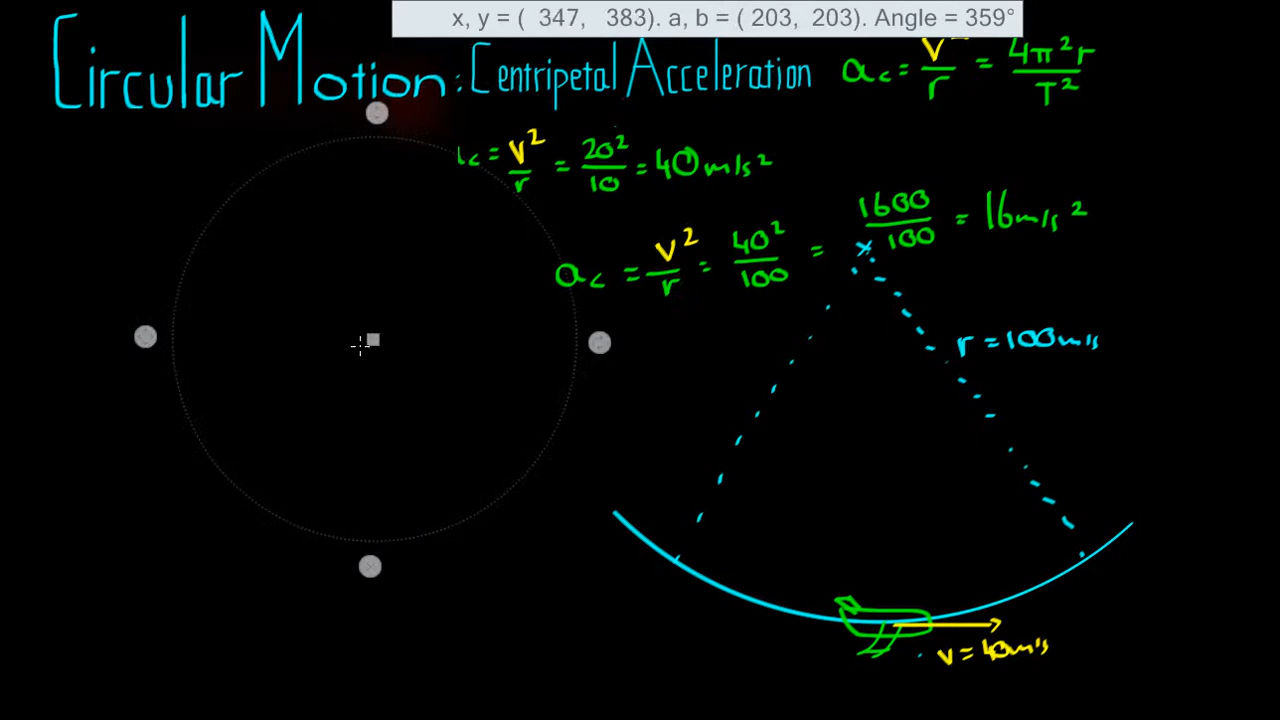 x, y = ( 347, 383). a, b = ( 203, 203). Angle = 359°
Circular Motion: Centripetal Acceleration
ac = v²/r = 4π²r/T²
c = v²/r = 20²/10 = 40m/s²
ac = v²/r = 40²/100 = 1600/100 = 16m/s²
r = 100m/s
v = 40m/s